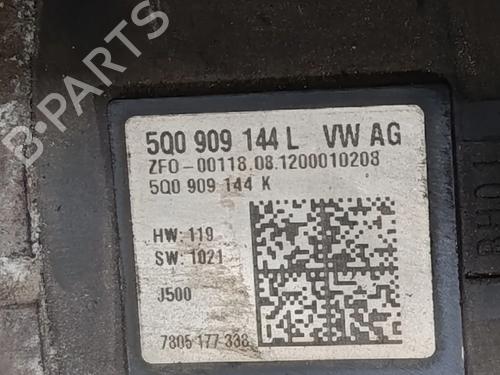 5Q0 909 144 L VW AG
ZFO-00118.08.1200010208
5Q0 909 144 K
HW: 119
SW: 1021
J500
7805 177 338
B-PARTS